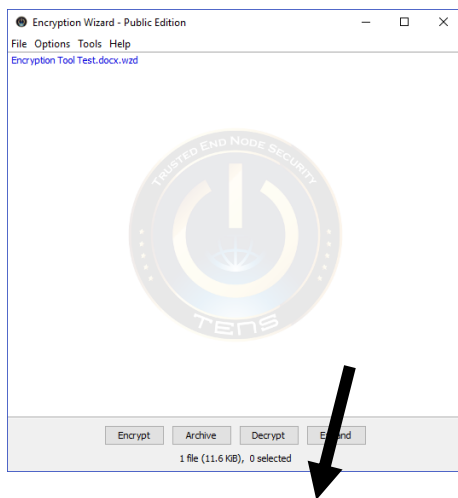 Encryption Wizard - Public Edition
File Options Tools Help
Encryption Tool Test.docx.wzd
TRUSTED END NODE SECURITY
TENS
Encrypt Archive Decrypt
1 file (11.6 KiB), 0 selected